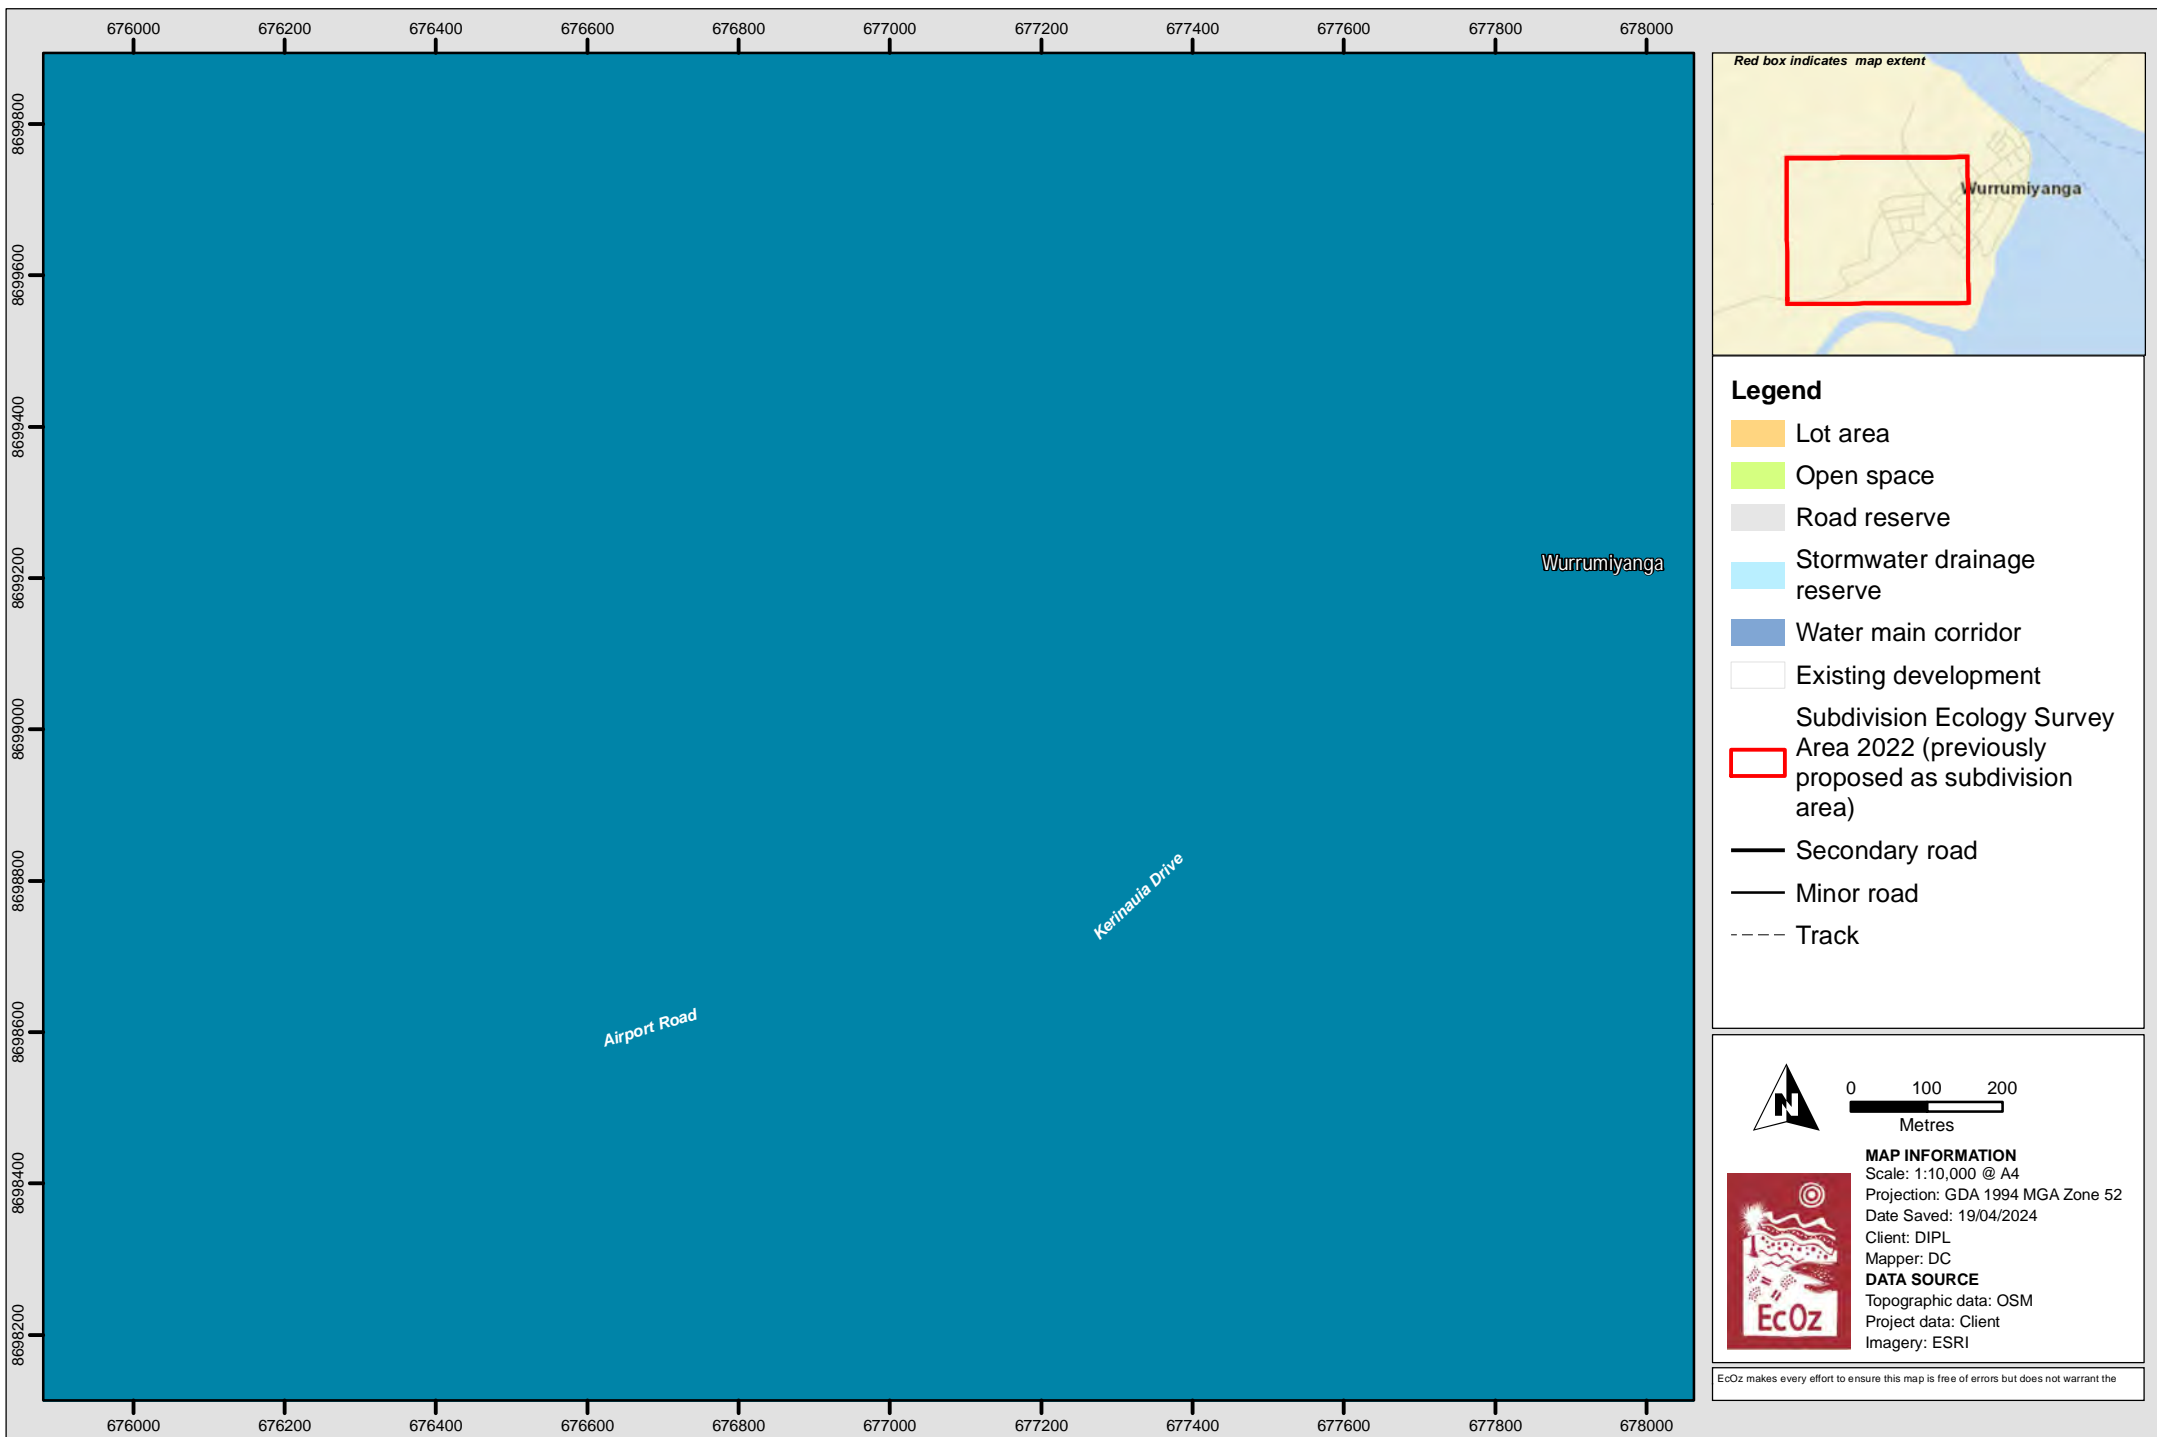 676000 676200 676400 676600 676800 677000 677200 677400 677600 677800 678000
8699800
8699600
8699400
8699200
8699000
8698800
8698600
8698400
8698200
Wurrumiyanga
Kerinauia Drive
Airport Road
676000 676200 676400 676600 676800 677000 677200 677400 677600 677800 678000
Red box indicates map extent
Wurrumiyanga
Legend
Lot area
Open space
Road reserve
Stormwater drainage
reserve
Water main corridor
Existing development
Subdivision Ecology Survey
Area 2022 (previously
proposed as subdivision
area)
Secondary road
Minor road
Track
N
0 100 200
Metres
MAP INFORMATION
Scale: 1:10,000 @ A4
Projection: GDA 1994 MGA Zone 52
Date Saved: 19/04/2024
Client: DIPL
Mapper: DC
DATA SOURCE
Topographic data: OSM
Project data: Client
Imagery: ESRI
EcOz
EcOz makes every effort to ensure this map is free of errors but does not warrant the